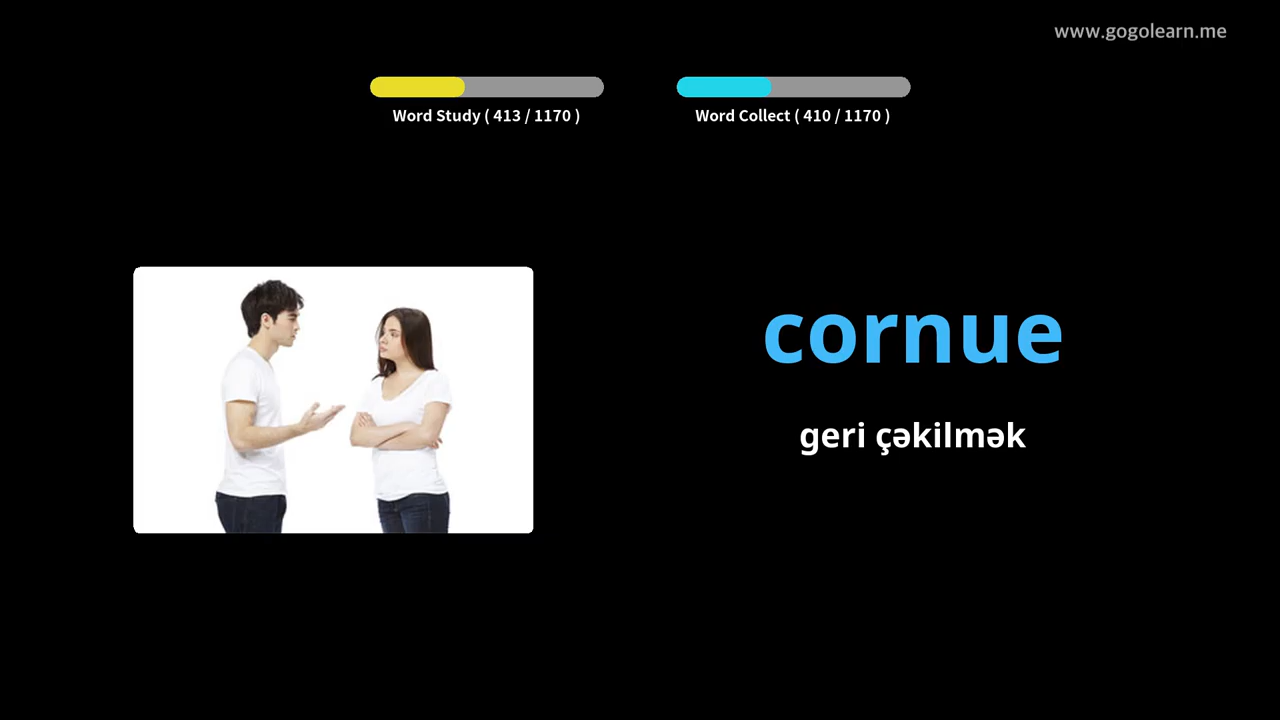 www.gogolearn.me
Word Study ( 413 / 1170 )
Word Collect ( 410 / 1170 )
cornue
geri çəkilmək